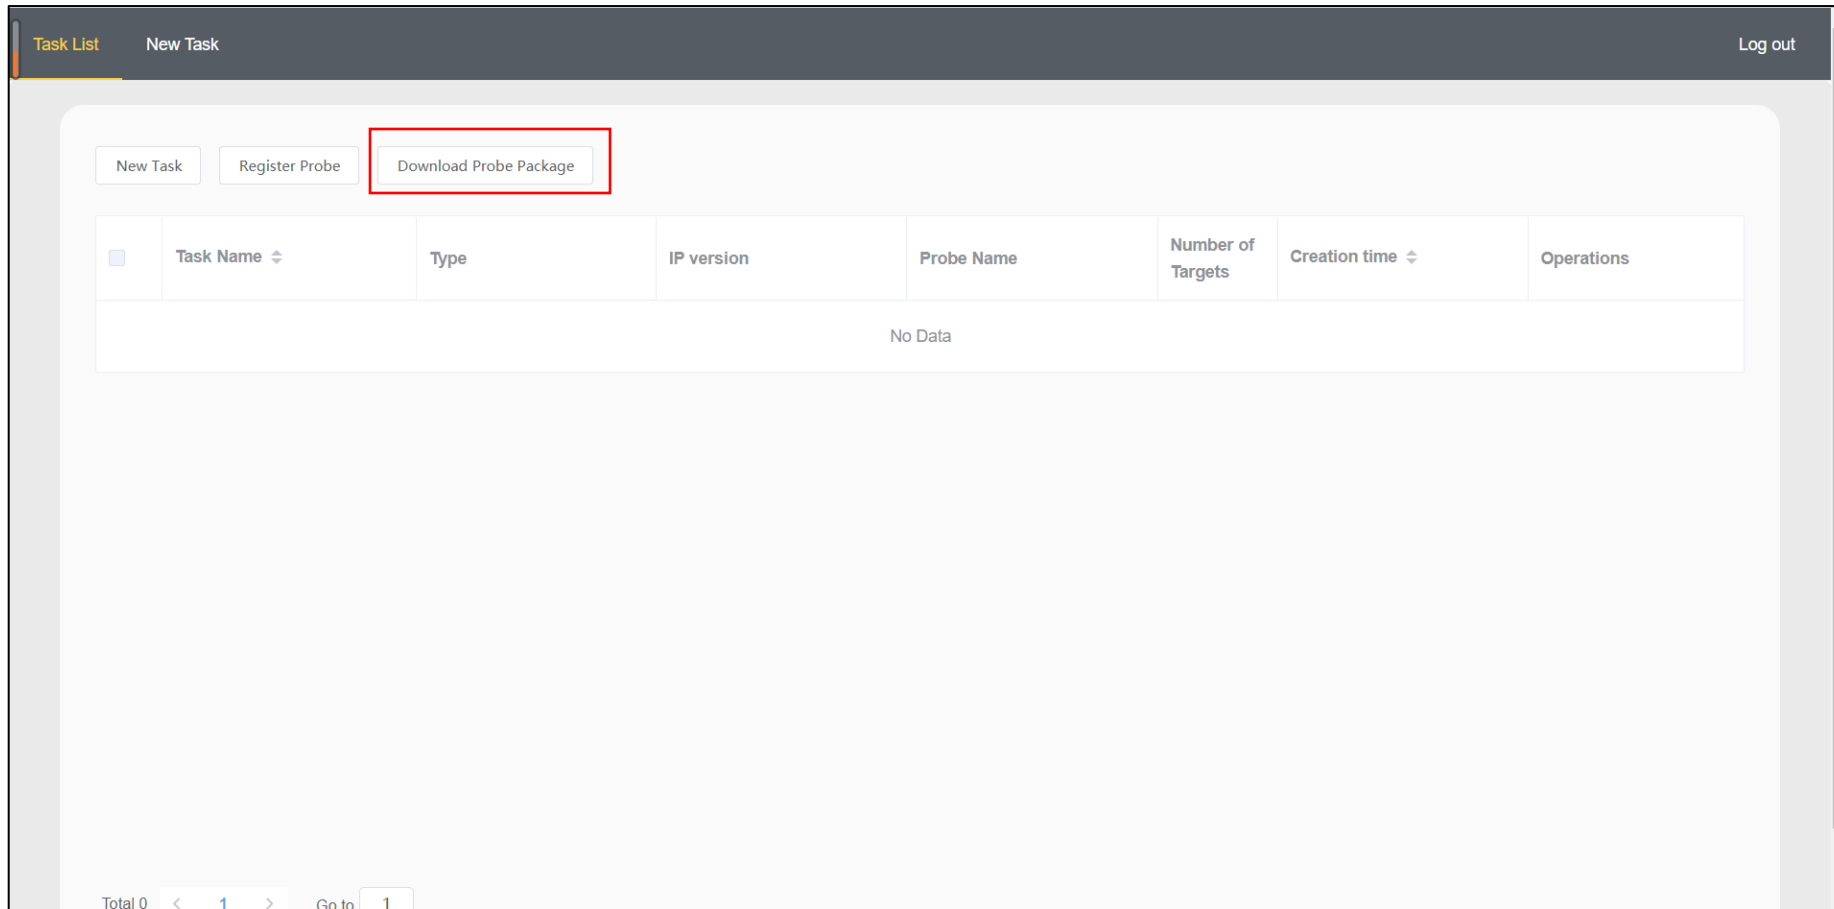 Task List New Task Log out
New Task Register Probe Download Probe Package
Task Name Type IP version Probe Name Number of Targets Creation time Operations
No Data
Total 0 < 1 > Go to 1